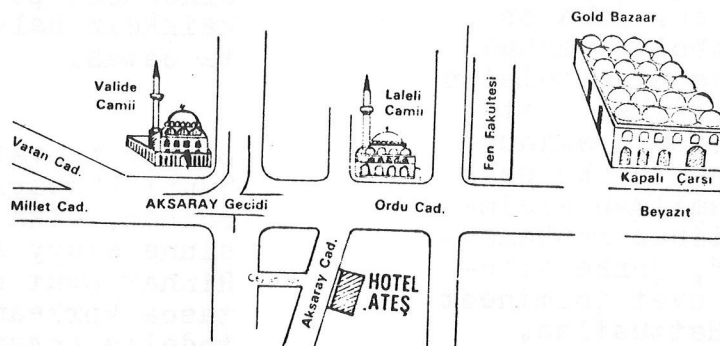 Gold Bazaar
Valide
Camii
Laleli
Camii
Fen Fakultesi
Vatan Cad.
Kapalı Çarşı
Millet Cad.
AKSARAY Gecidi
Ordu Cad.
Beyazıt
Aksaray Cad.
HOTEL
ATEŞ